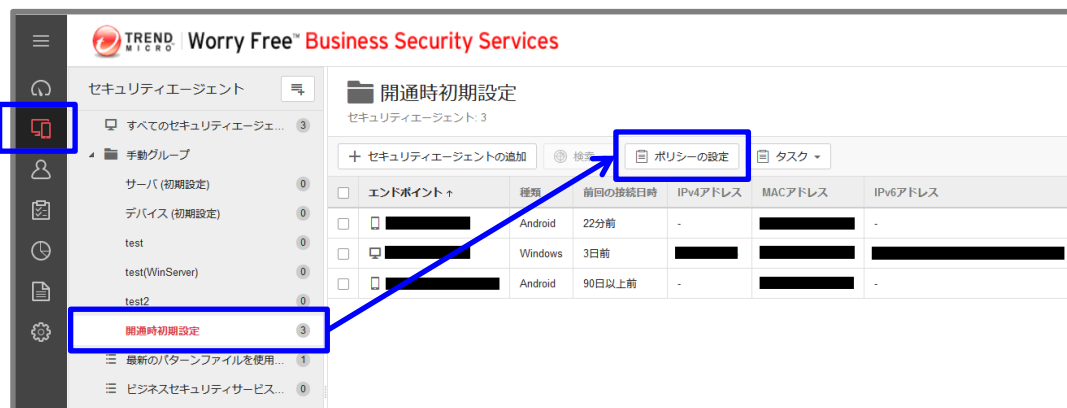 TREND MICRO Worry Free™ Business Security Services
セキュリティエージェント
すべてのセキュリティエージェ... 3
手動グループ
サーバ (初期設定) 0
デバイス (初期設定) 0
test 0
test(WinServer) 0
test2 0
開通時初期設定 3
最新のパターンファイルを使用... 1
ビジネスセキュリティサービス... 0
開通時初期設定
セキュリティエージェント: 3
+ セキュリティエージェントの追加 検索 ポリシーの設定 タスク
エンドポイント↑ 種類 前回の接続日時 IPv4アドレス MACアドレス IPv6アドレス
Android 22分前 - -
Windows 3日前
Android 90日以上前 - -